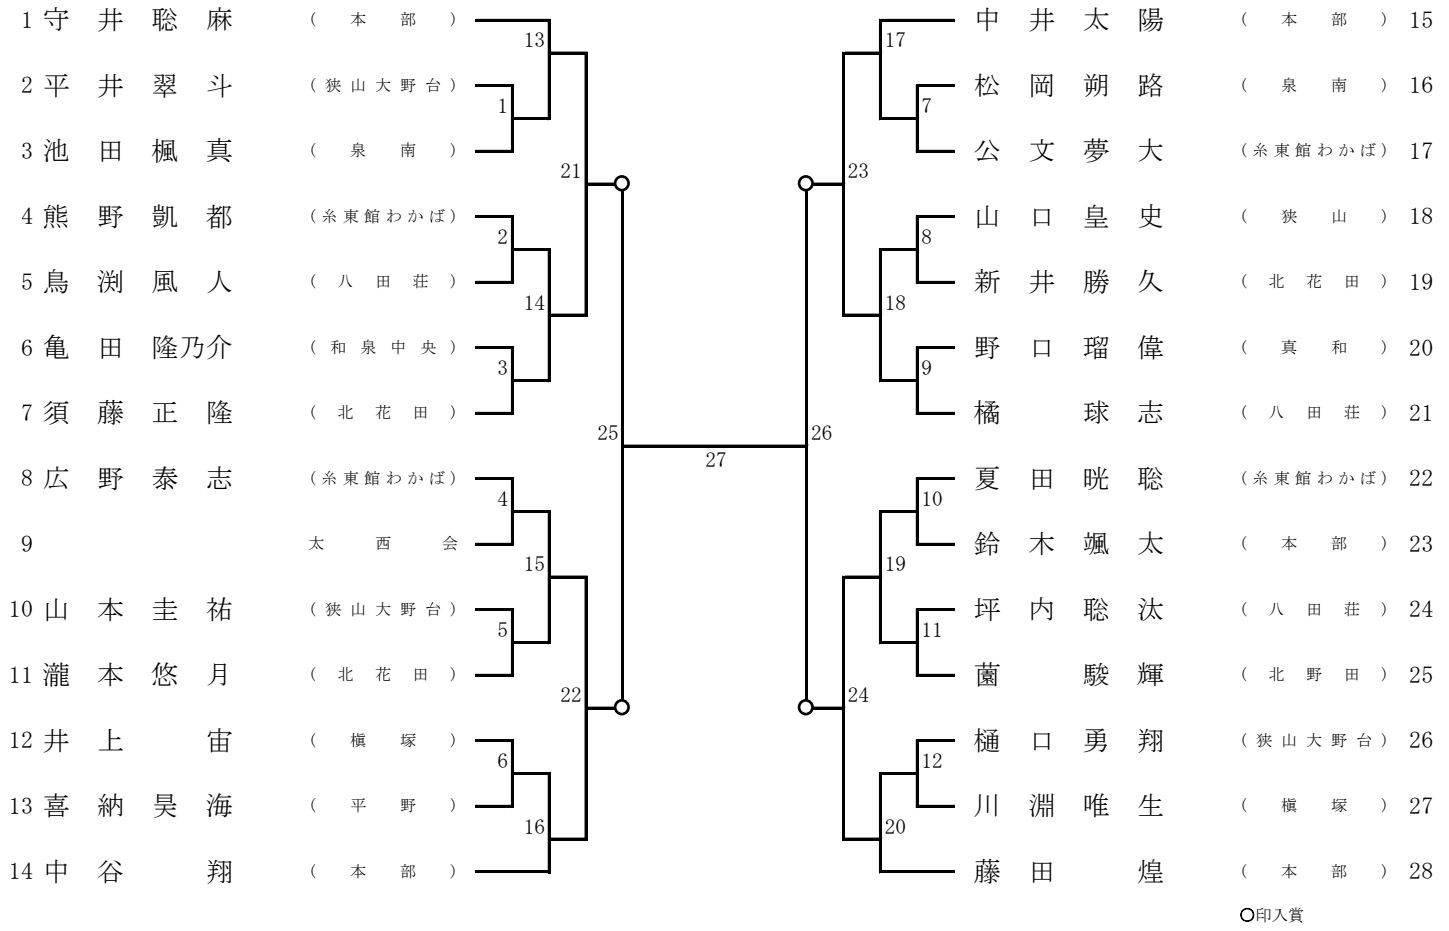 1 守井聡麻 (本部) 13 17 中井太陽 (本部) 15
2 平井翠斗 (狭山大野台) 1 7 松岡朔路 (泉南) 16
3 池田楓真 (泉南) 21 23 公文夢大 (糸東館わかば) 17
4 熊野凱都 (糸東館わかば) 2 8 山口皇史 (狭山) 18
5 鳥渕風人 (八田荘) 14 18 新井勝久 (北花田) 19
6 亀田隆乃介 (和泉中央) 3 9 野口瑠偉 (真和) 20
7 須藤正隆 (北花田) 橘球志 (八田荘) 21
25 27 26
8 広野泰志 (糸東館わかば) 4 10 夏田晄聡 (糸東館わかば) 22
9 太西会 15 19 鈴木颯太 (本部) 23
10 山本圭祐 (狭山大野台) 5 11 坪内聡汰 (八田荘) 24
11 瀧本悠月 (北花田) 22 24 薗駿輝 (北野田) 25
12 井上宙 (槇塚) 6 12 樋口勇翔 (狭山大野台) 26
13 喜納昊海 (平野) 16 20 川淵唯生 (槇塚) 27
14 中谷翔 (本部) 藤田煌 (本部) 28
○印入賞